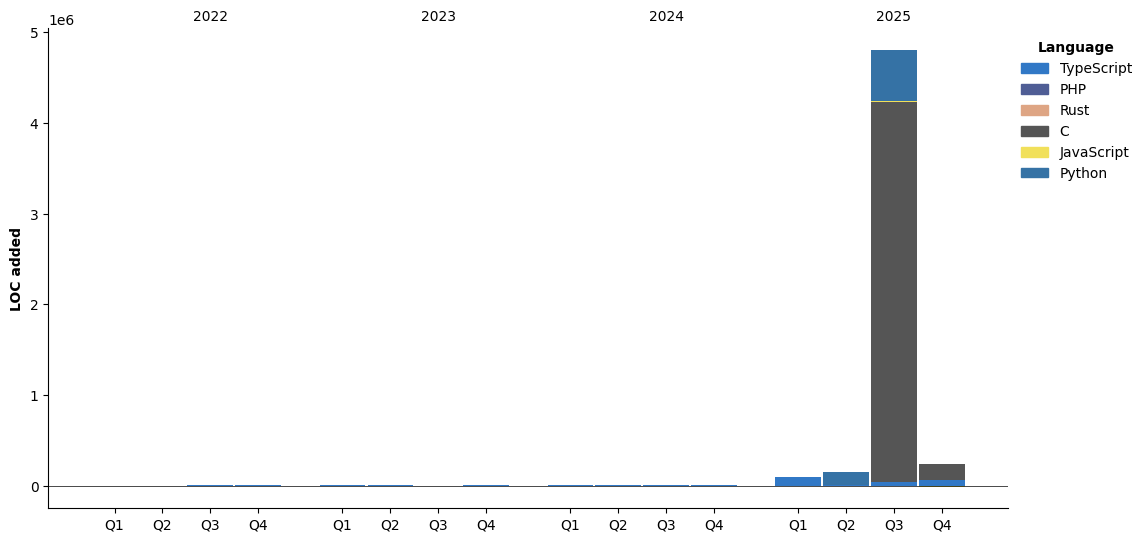 1e6
2022 2023 2024 2025
5
4
3
2
1
0
LOC added
Q1 Q2 Q3 Q4 Q1 Q2 Q3 Q4 Q1 Q2 Q3 Q4 Q1 Q2 Q3 Q4
Language
TypeScript
PHP
Rust
C
JavaScript
Python